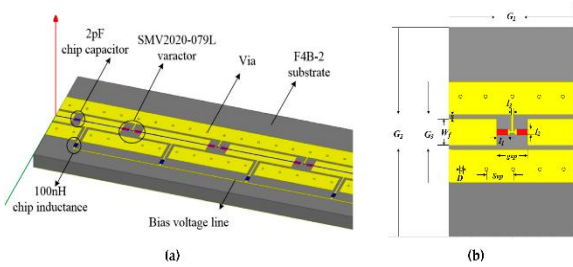 2pF
chip capacitor
SMV2020-079L
varactor
Via
F4B-2
substrate
100nH
chip inductance
Bias voltage line
(a)
G1
G2
G3
Wf
l2
l1
gap
D
Svp
(b)